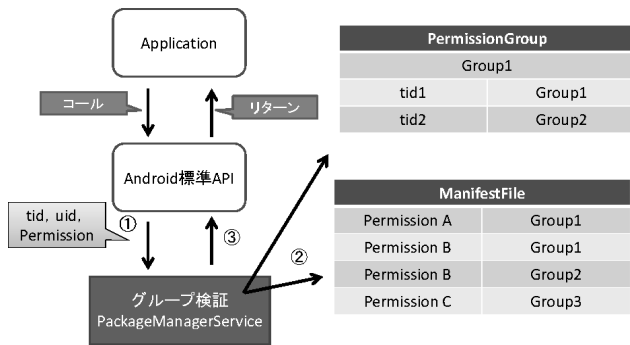 Application
コール
リターン
Android標準API
tid, uid,
Permission
①
③
②
グループ検証
PackageManagerService
PermissionGroup
Group1
tid1 Group1
tid2 Group2
ManifestFile
Permission A Group1
Permission B Group1
Permission B Group2
Permission C Group3